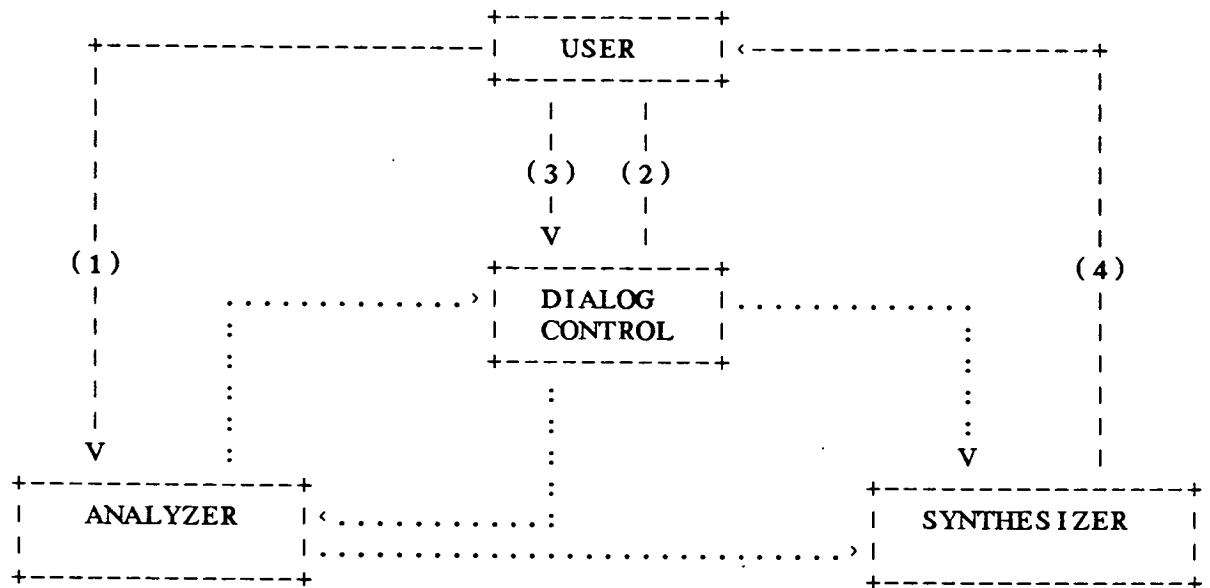 USER
(3) (2)
(1) (4)
DIALOG
CONTROL
ANALYZER SYNTHESIZER